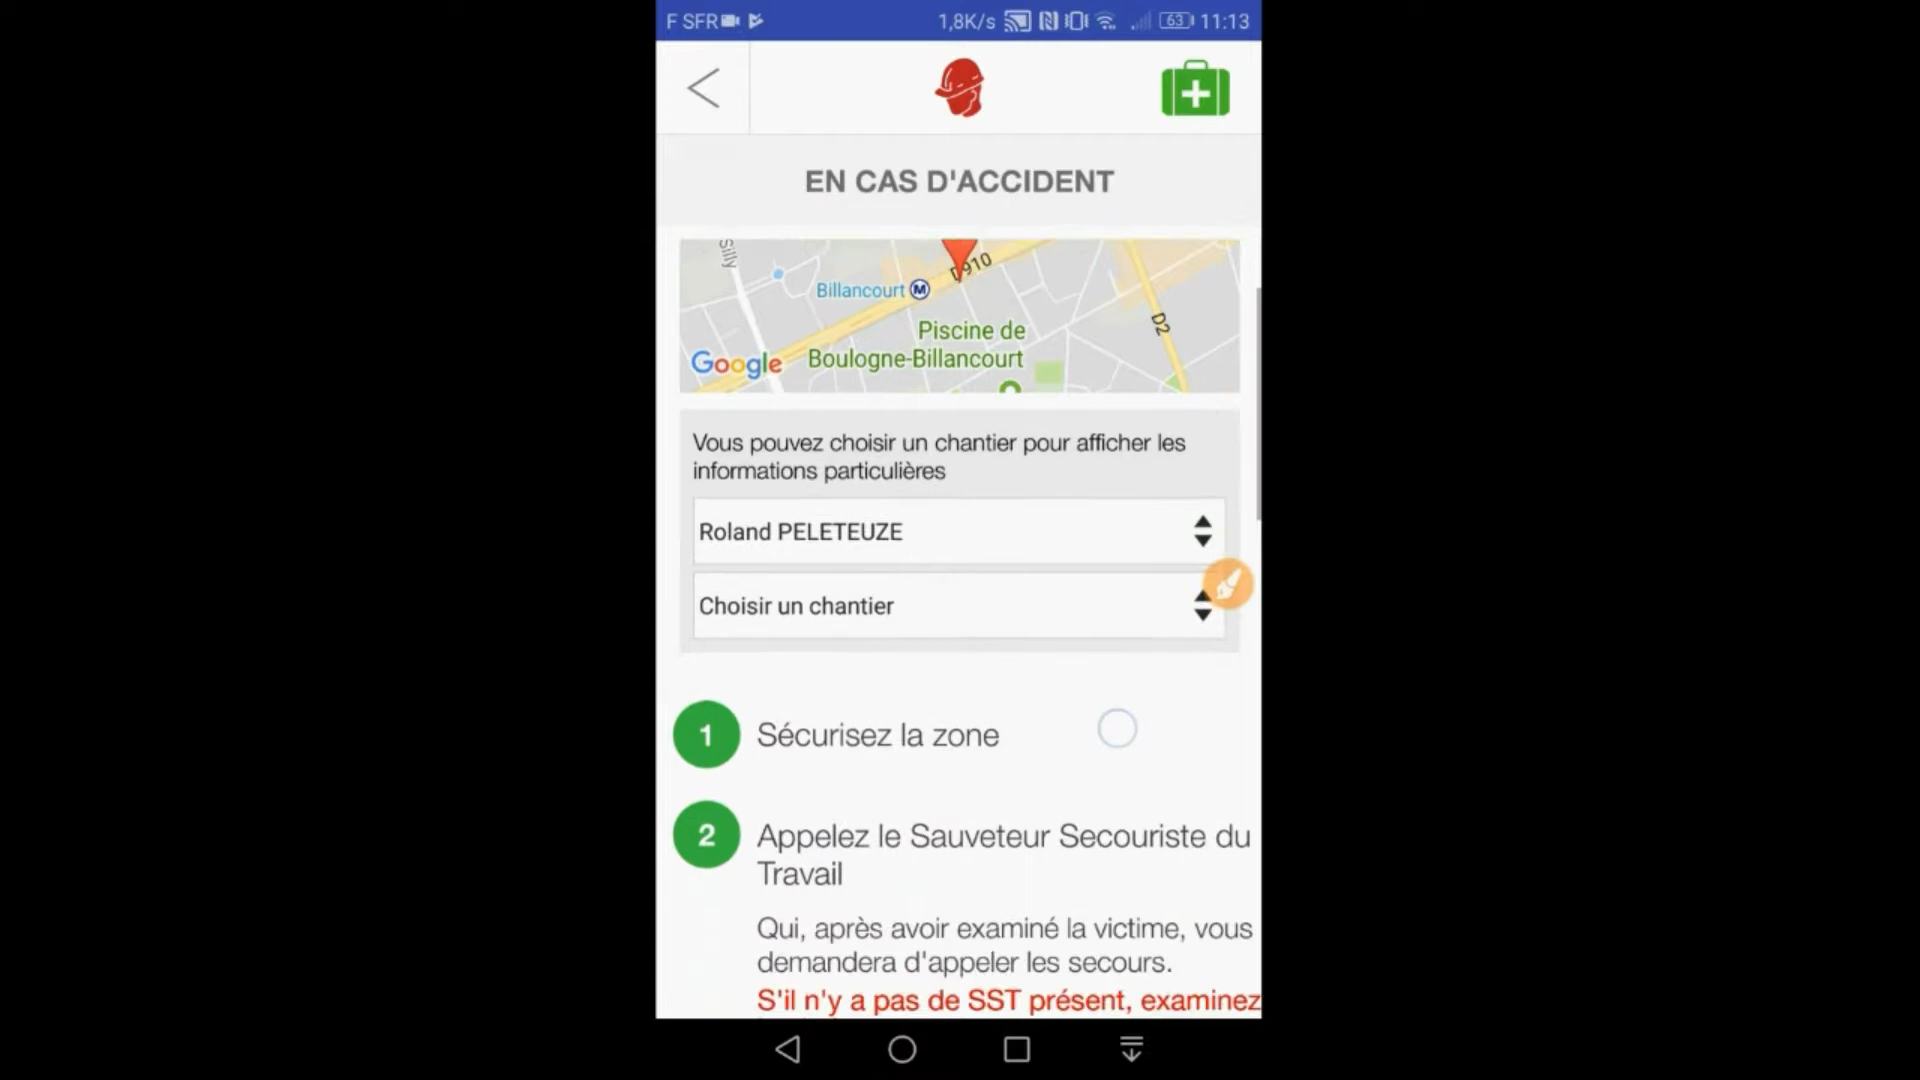 F SFR 1,8K/s 63 11:13
EN CAS D'ACCIDENT
Silly
D910
Billancourt M
D2
Piscine de
Boulogne-Billancourt
Google
Vous pouvez choisir un chantier pour afficher les
informations particulières
Roland PELETEUZE
Choisir un chantier
1 Sécurisez la zone
2 Appelez le Sauveteur Secouriste du
Travail
Qui, après avoir examiné la victime, vous
demandera d'appeler les secours.
S'il n'y a pas de SST présent, examinez